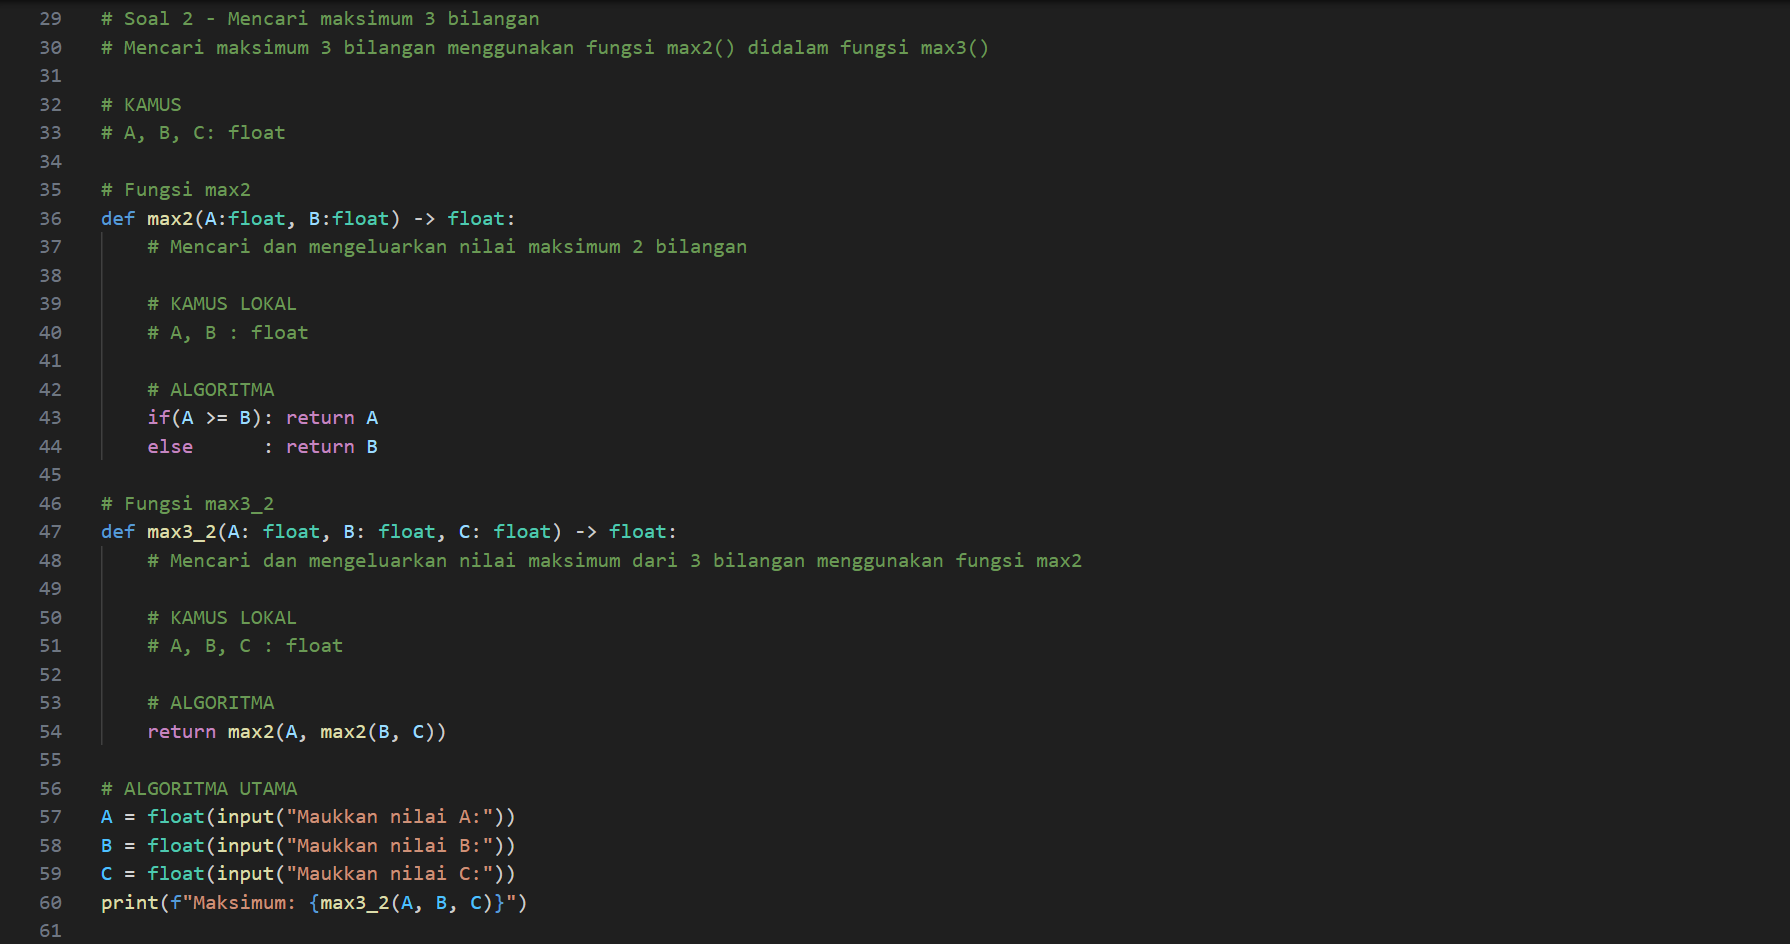 29 # Soal 2 - Mencari maksimum 3 bilangan
30 # Mencari maksimum 3 bilangan menggunakan fungsi max2() didalam fungsi max3()
31
32 # KAMUS
33 # A, B, C: float
34
35 # Fungsi max2
36 def max2(A:float, B:float) -> float:
37     # Mencari dan mengeluarkan nilai maksimum 2 bilangan
38
39     # KAMUS LOKAL
40     # A, B : float
41
42     # ALGORITMA
43     if(A >= B): return A
44     else      : return B
45
46 # Fungsi max3_2
47 def max3_2(A: float, B: float, C: float) -> float:
48     # Mencari dan mengeluarkan nilai maksimum dari 3 bilangan menggunakan fungsi max2
49
50     # KAMUS LOKAL
51     # A, B, C : float
52
53     # ALGORITMA
54     return max2(A, max2(B, C))
55
56 # ALGORITMA UTAMA
57 A = float(input("Maukkan nilai A:"))
58 B = float(input("Maukkan nilai B:"))
59 C = float(input("Maukkan nilai C:"))
60 print(f"Maksimum: {max3_2(A, B, C)}")
61